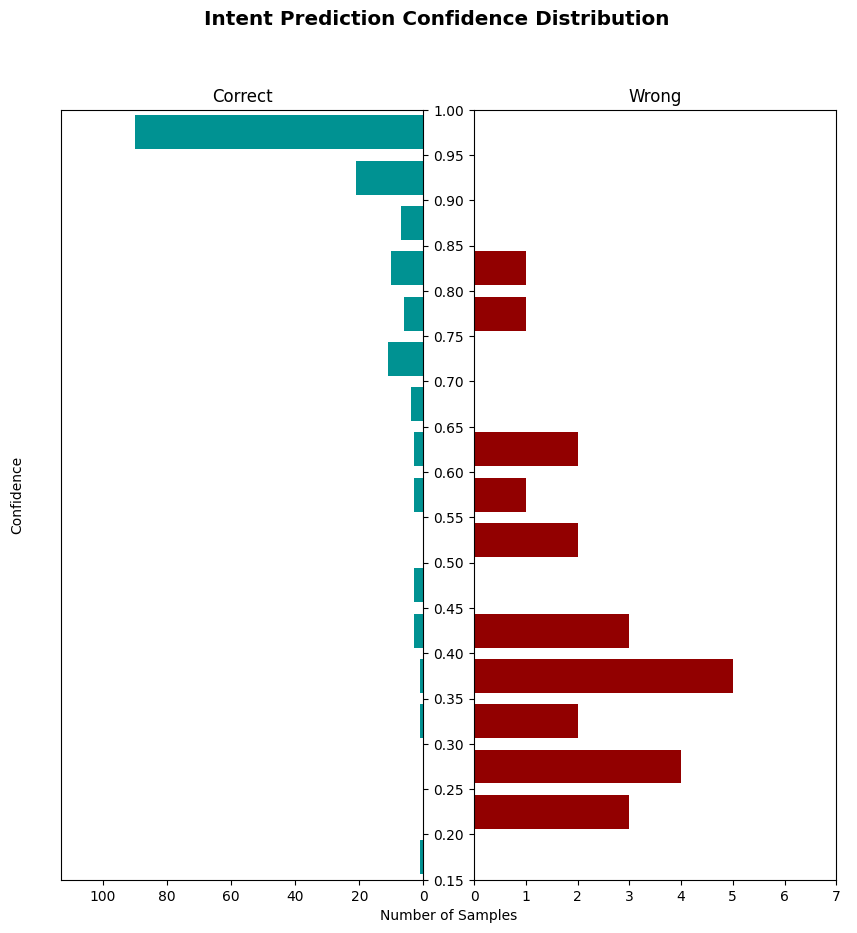 Intent Prediction Confidence Distribution
Correct
Wrong
1.00
0.95
0.90
0.85
0.80
0.75
0.70
0.65
0.60
0.55
0.50
0.45
0.40
0.35
0.30
0.25
0.20
0.15
Confidence
100 80 60 40 20 0
0 1 2 3 4 5 6 7
Number of Samples